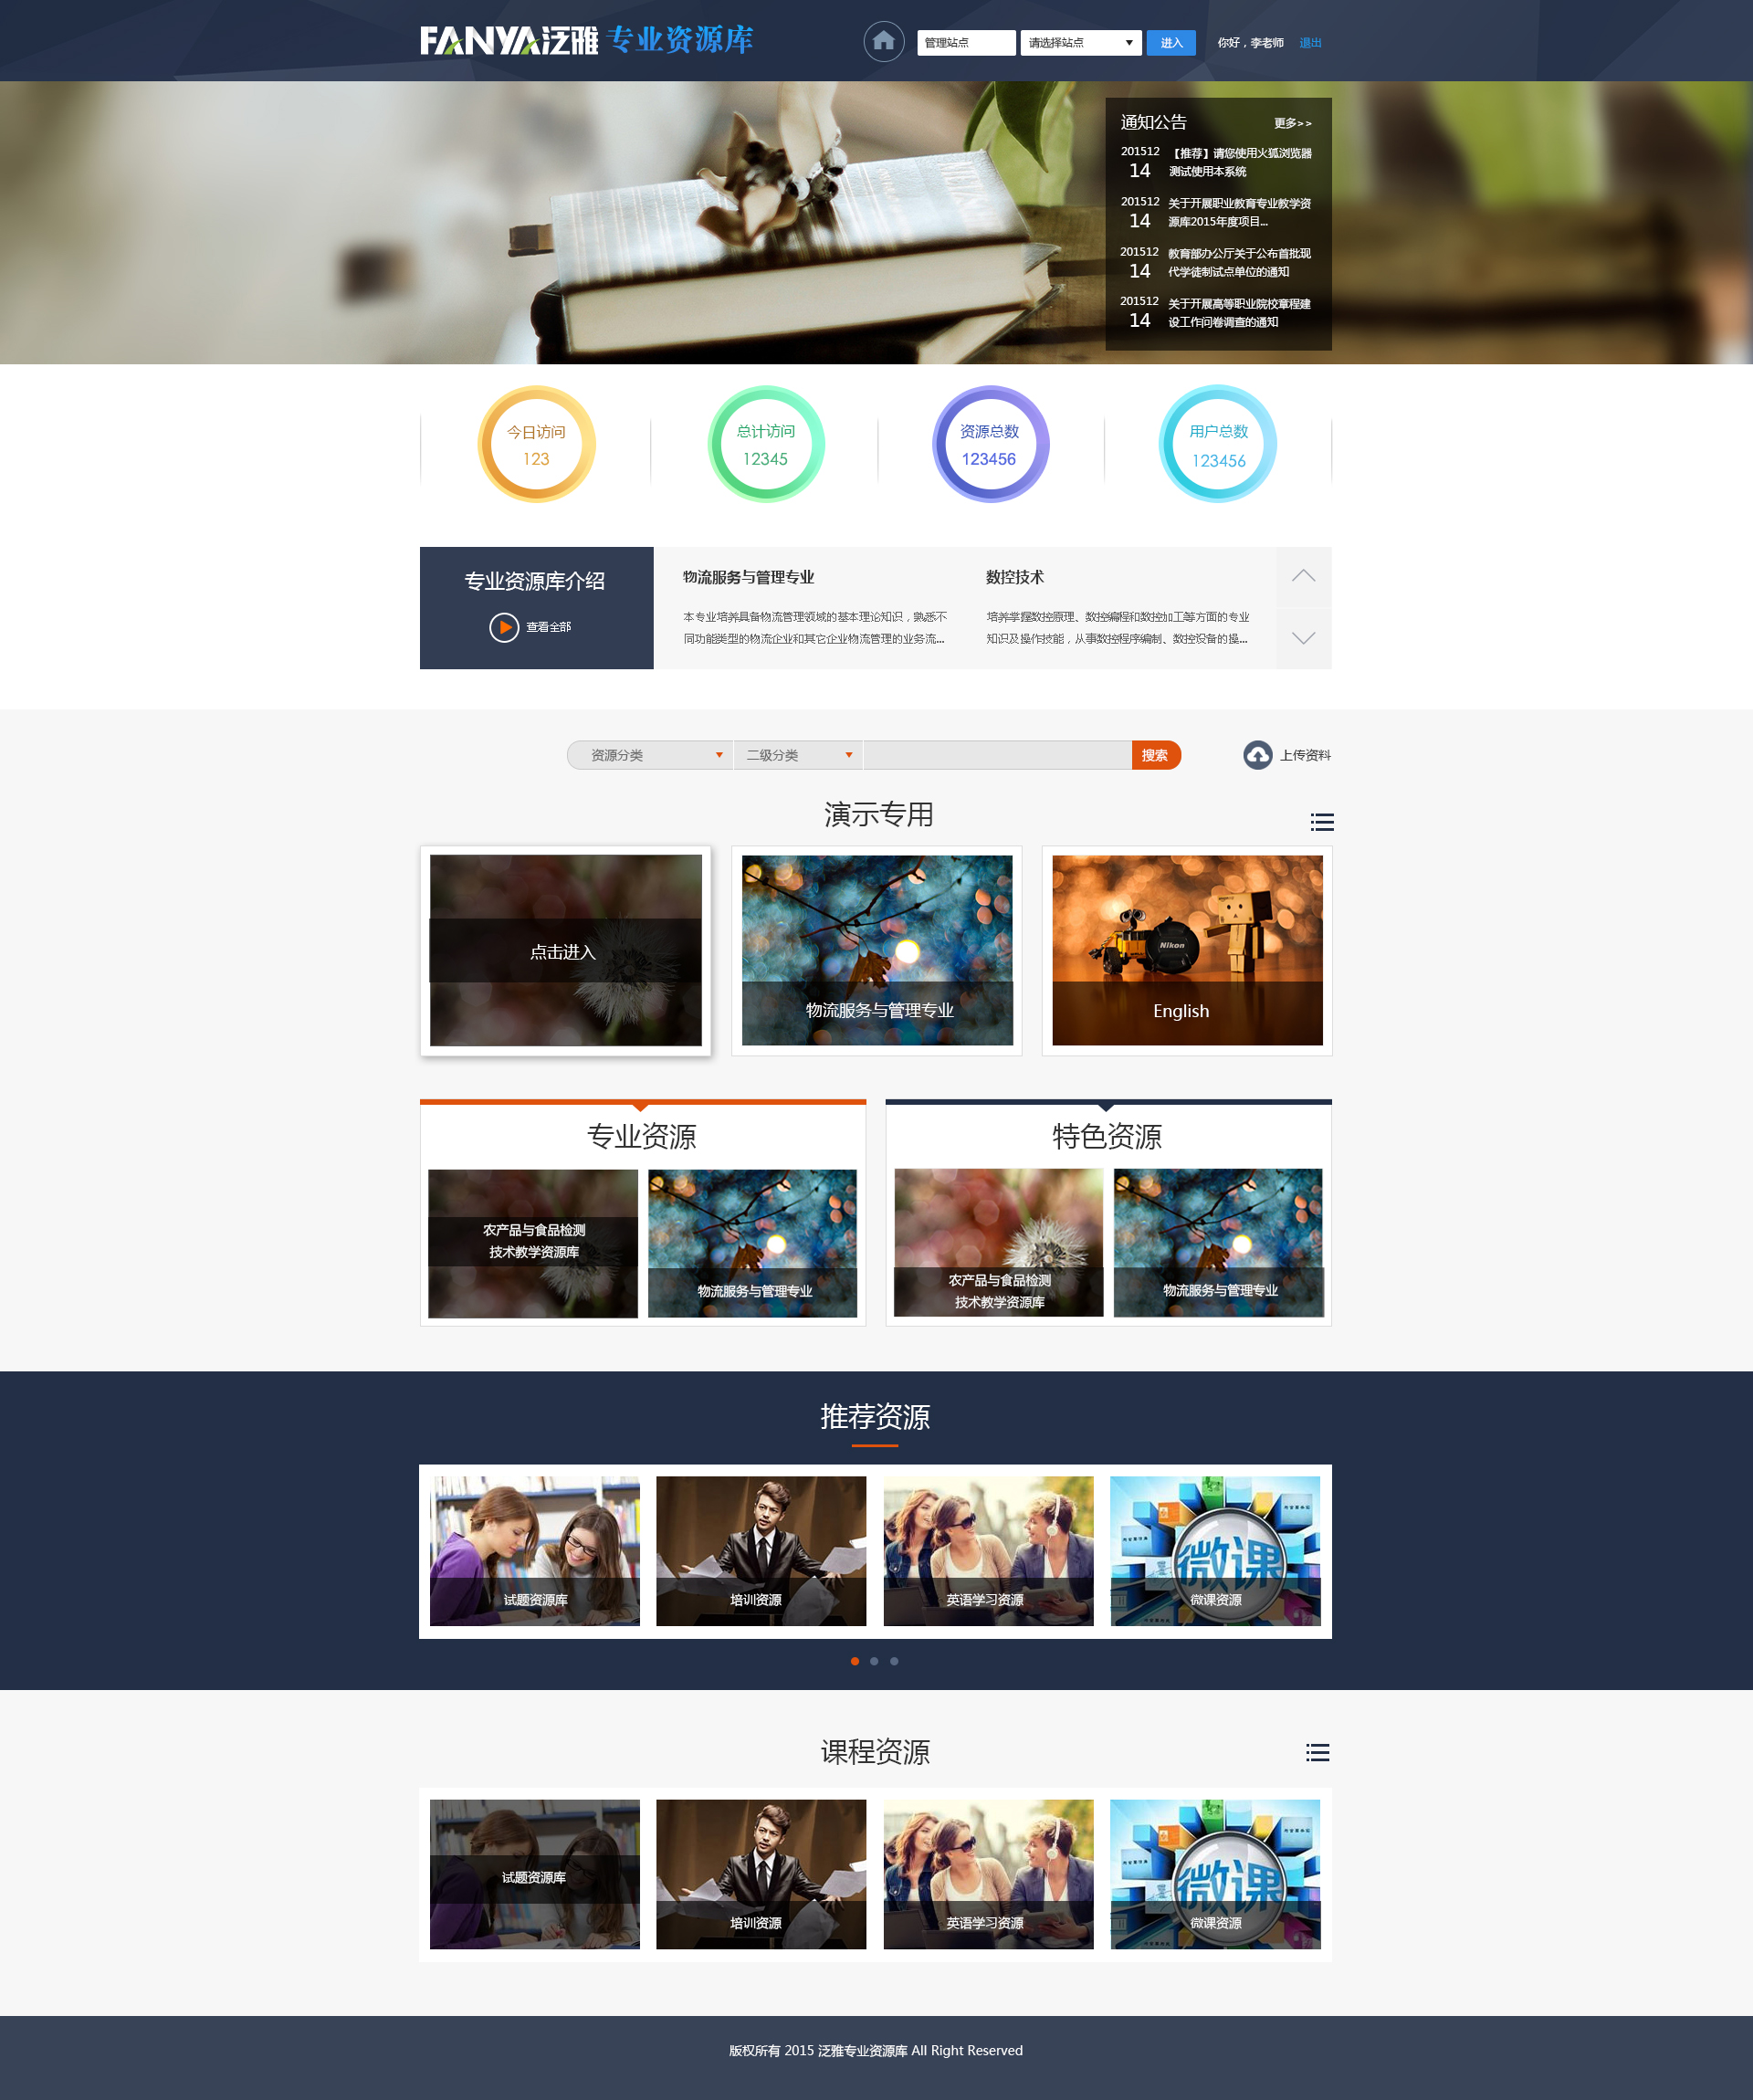 FANYA泛雅 专业资源库
管理站点
请选择站点
进入
你好，李老师
退出
通知公告
更多>>
201512
14
【推荐】请您使用火狐浏览器
测试使用本系统
201512
14
关于开展职业教育专业教学资
源库2015年度项目...
201512
14
教育部办公厅关于公布首批现
代学徒制试点单位的通知
201512
14
关于开展高等职业院校章程建
设工作问卷调查的通知
今日访问
123
总计访问
12345
资源总数
123456
用户总数
123456
专业资源库介绍
查看全部
物流服务与管理专业
本专业培养具备物流管理领域的基本理论知识，熟悉不
同功能类型的物流企业和其它企业物流管理的业务流...
数控技术
培养掌握数控原理、数控编程和数控加工等方面的专业
知识及操作技能，从事数控程序编制、数控设备的操...
资源分类
二级分类
搜索
上传资料
演示专用
点击进入
物流服务与管理专业
Nikon
English
专业资源
农产品与食品检测
技术教学资源库
物流服务与管理专业
特色资源
农产品与食品检测
技术教学资源库
物流服务与管理专业
推荐资源
试题资源库
培训资源
英语学习资源
微课
微课资源
课程资源
试题资源库
培训资源
英语学习资源
微课
微课资源
版权所有 2015 泛雅专业资源库 All Right Reserved